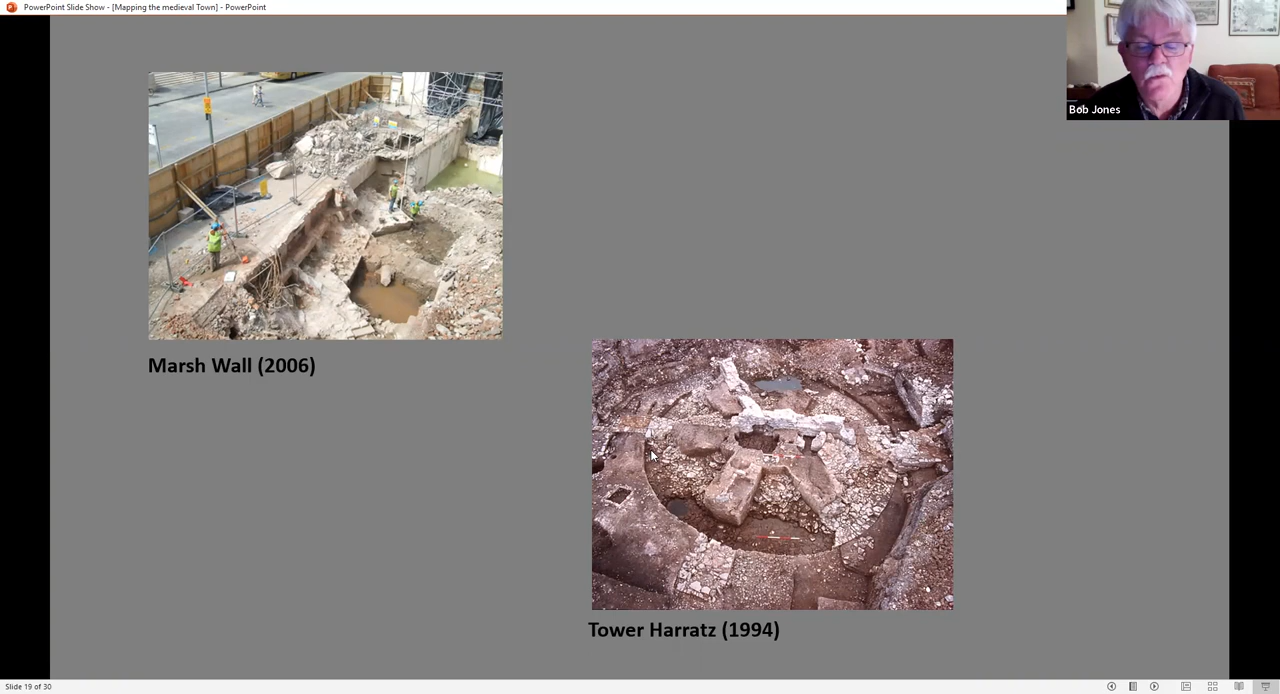 PowerPoint Slide Show - [Mapping the medieval Town] - PowerPoint
Bob Jones
Marsh Wall (2006)
Tower Harratz (1994)
Slide 19 of 30